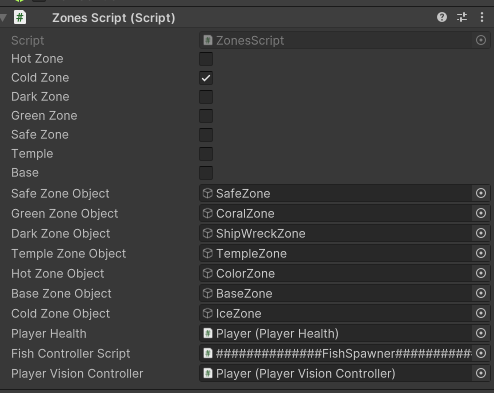 Zones Script (Script)
Script ZonesScript
Hot Zone
Cold Zone
Dark Zone
Green Zone
Safe Zone
Temple
Base
Safe Zone Object SafeZone
Green Zone Object CoralZone
Dark Zone Object ShipWreckZone
Temple Zone Object TempleZone
Hot Zone Object ColorZone
Base Zone Object BaseZone
Cold Zone Object IceZone
Player Health Player (Player Health)
Fish Controller Script ##############FishSpawner##########
Player Vision Controller Player (Player Vision Controller)